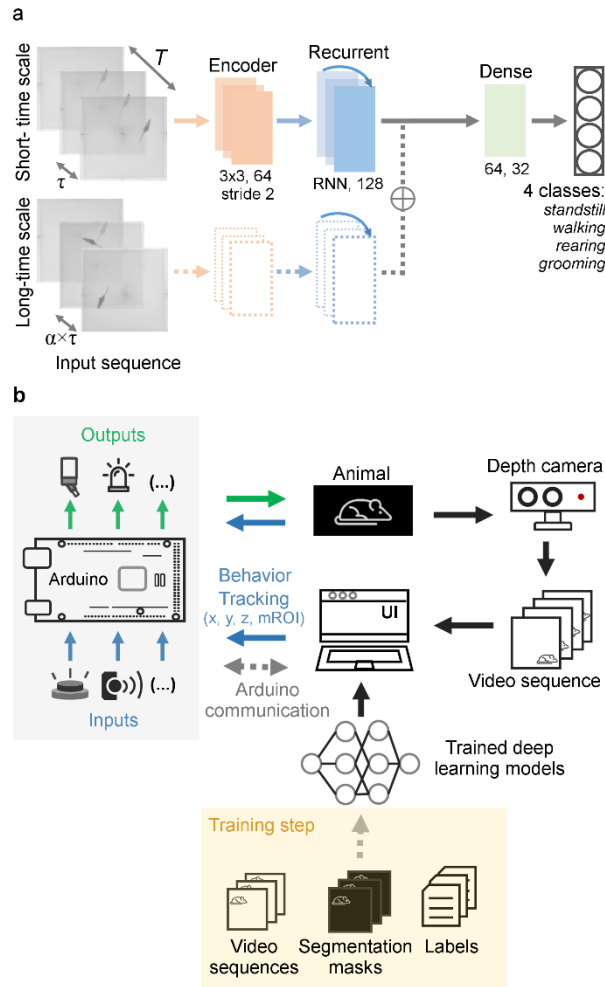 a
Short- time scale
T
τ
Encoder
Recurrent
Dense
3x3, 64
stride 2
RNN, 128
64, 32
4 classes:
standstill
walking
rearing
grooming
Long-time scale
α×τ
Input sequence
b
Outputs
(...)
Arduino
(...)
Inputs
Animal
Depth camera
Behavior
Tracking
(x, y, z, mROI)
UI
Arduino
communication
Video sequence
Trained deep
learning models
Training step
Video
sequences
Segmentation
masks
Labels